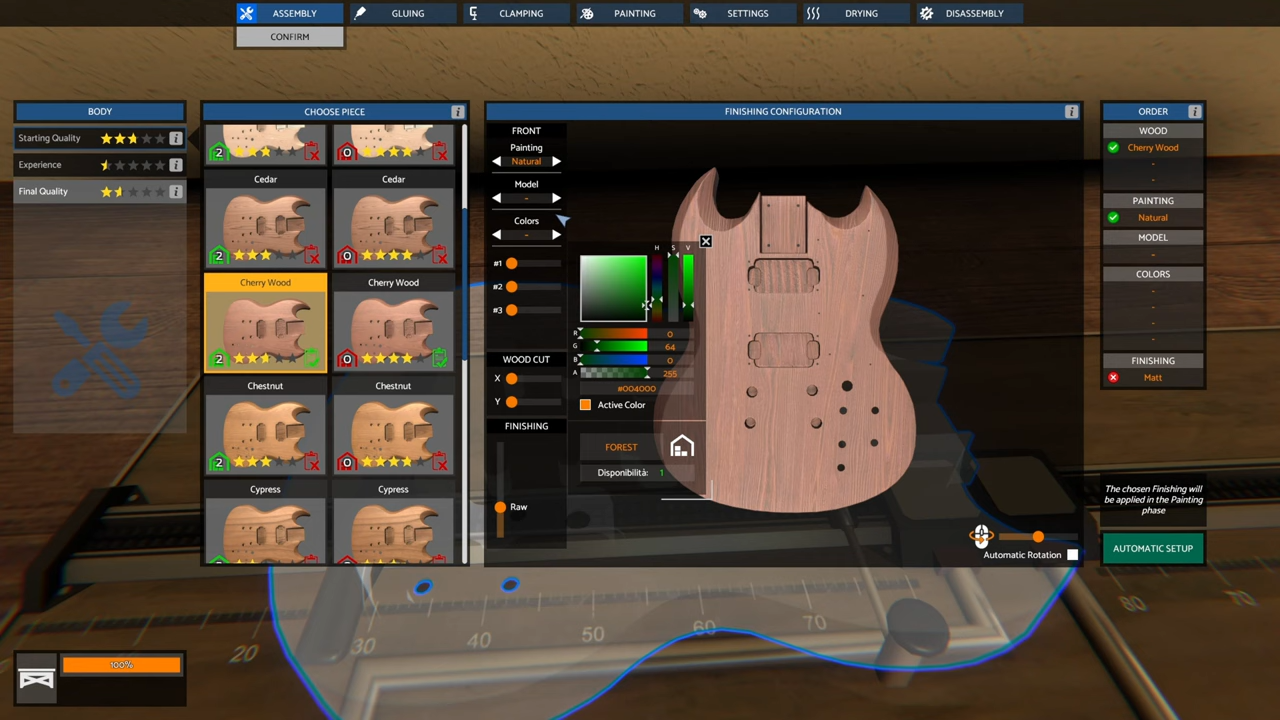 ASSEMBLY
GLUING
CLAMPING
PAINTING
SETTINGS
DRYING
DISASSEMBLY
CONFIRM
BODY
Starting Quality
Experience
Final Quality
100%
CHOOSE PIECE
2
0
Cedar
Cedar
2
0
Cherry Wood
Cherry Wood
2
0
Chestnut
Chestnut
2
0
Cypress
Cypress
FINISHING CONFIGURATION
FRONT
Painting
Natural
Model
-
Colors
-
#1
#2
#3
WOOD CUT
X
Y
FINISHING
Raw
H S V
R 0
G 64
B 0
A 255
#004000
Active Color
FOREST
Disponibilità: 1
Automatic Rotation
ORDER
WOOD
Cherry Wood
-
-
PAINTING
Natural
MODEL
-
COLORS
-
-
-
-
FINISHING
Matt
The chosen Finishing will
be applied in the Painting
phase
AUTOMATIC SETUP
20
30
40
50
60
70
80
70